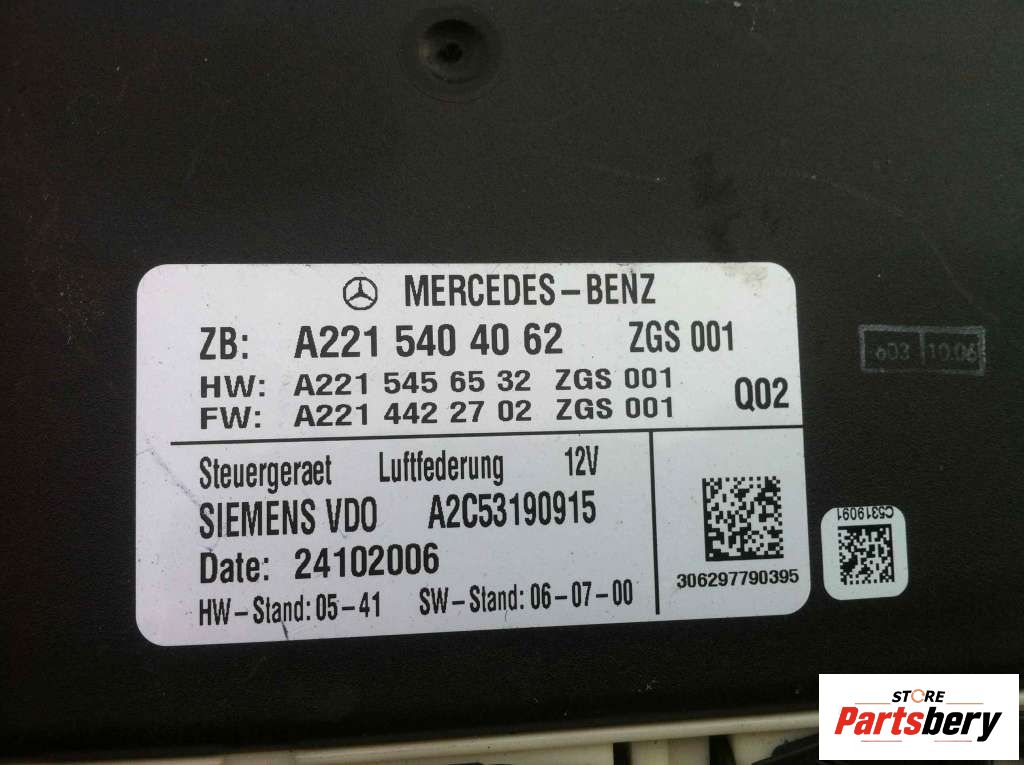 MERCEDES-BENZ
ZB: A221 540 40 62 ZGS 001
HW: A221 545 65 32 ZGS 001
FW: A221 442 27 02 ZGS 001
Q02
Steuergeraet Luftfederung 12V
SIEMENS VDO A2C53190915
Date: 24102006
HW-Stand: 05-41 SW-Stand: 06-07-00
306297790395
C5319091
10.06
STORE
Partsbery